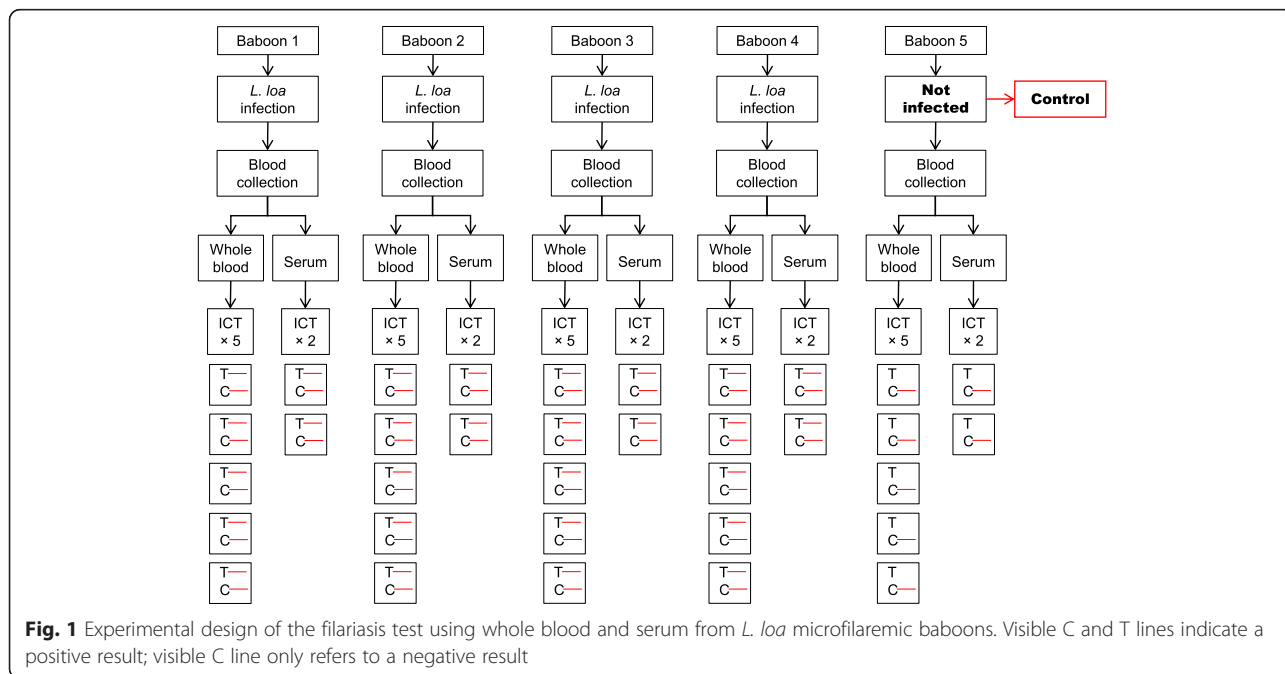 Baboon 1 Baboon 2 Baboon 3 Baboon 4 Baboon 5
L. loa L. loa L. loa L. loa Not
infection infection infection infection infected Control
Blood Blood Blood Blood Blood
collection collection collection collection collection
Whole Serum Whole Serum Whole Serum Whole Serum Whole Serum
blood blood blood blood blood
ICT ICT ICT ICT ICT ICT ICT ICT ICT ICT
× 5 × 2 × 5 × 2 × 5 × 2 × 5 × 2 × 5 × 2
T T T T T T T T T T
C C C C C C C C C C
T T T T T T T T T T
C C C C C C C C C C
T T T T T
C C C C C
T T T T T
C C C C C
T T T T T
C C C C C
Fig. 1 Experimental design of the filariasis test using whole blood and serum from L. loa microfilaremic baboons. Visible C and T lines indicate a
positive result; visible C line only refers to a negative result